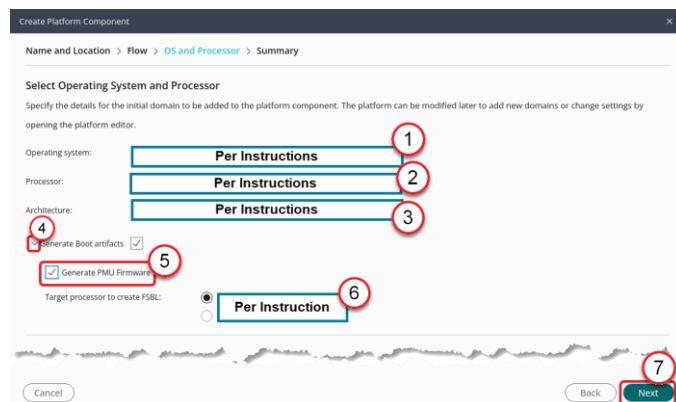 Create Platform Component
Name and Location > Flow > OS and Processor > Summary
Select Operating System and Processor
Specify the details for the initial domain to be added to the platform component. The platform can be modified later to add new domains or change settings by
opening the platform editor.
1
Operating system: Per Instructions
2
Processor: Per Instructions
Architecture: Per Instructions
3
4
Generate Boot artifacts
5
Generate PMU Firmware
6
Target processor to create FSBL: Per Instruction
7
Cancel Back Next